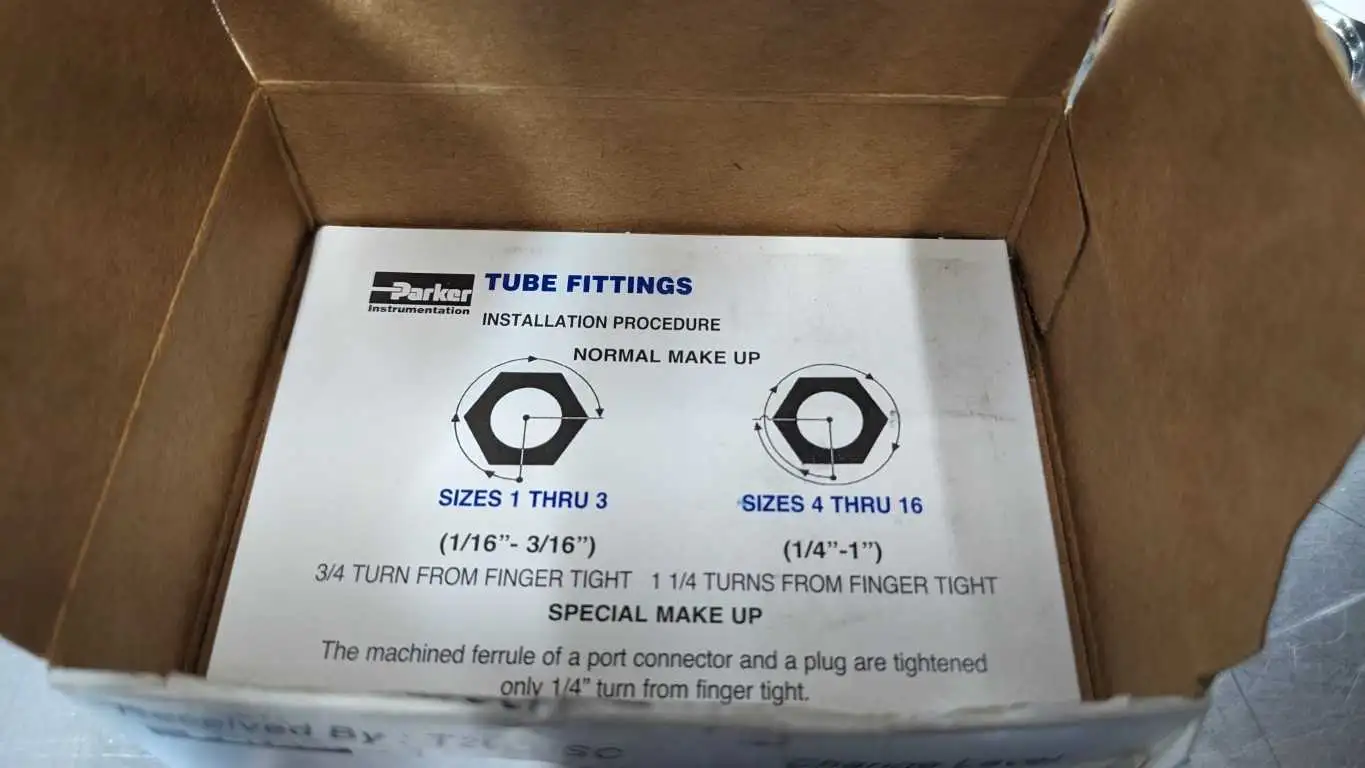 Parker
Instrumentation
TUBE FITTINGS
INSTALLATION PROCEDURE
NORMAL MAKE UP
SIZES 1 THRU 3
SIZES 4 THRU 16
(1/16”- 3/16”)
(1/4”-1”)
3/4 TURN FROM FINGER TIGHT
1 1/4 TURNS FROM FINGER TIGHT
SPECIAL MAKE UP
The machined ferrule of a port connector and a plug are tightened
only 1/4” turn from finger tight.
Received By: